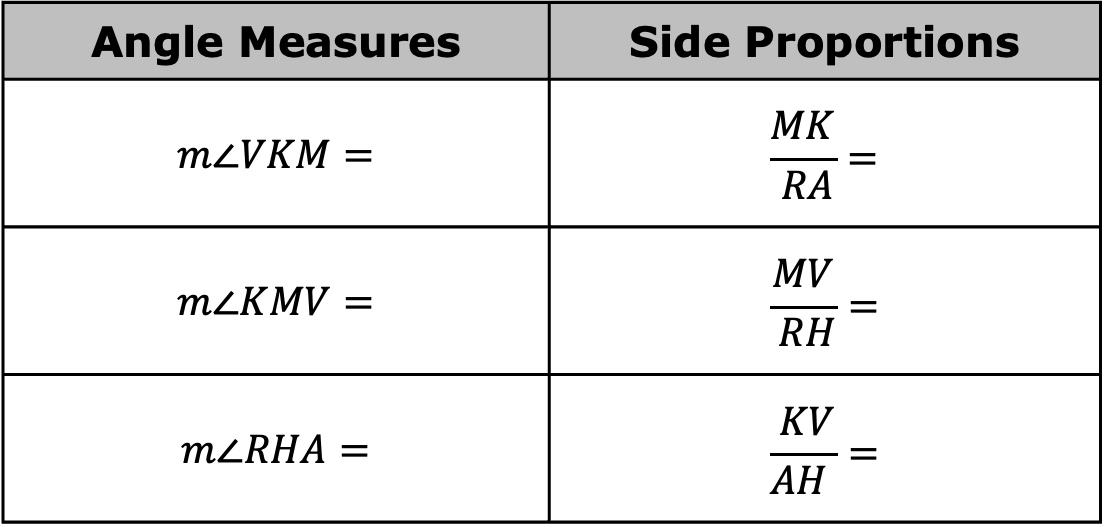 Angle Measures Side Proportions
m∠VKM = MK/RA =
m∠KMV = MV/RH =
m∠RHA = KV/AH =